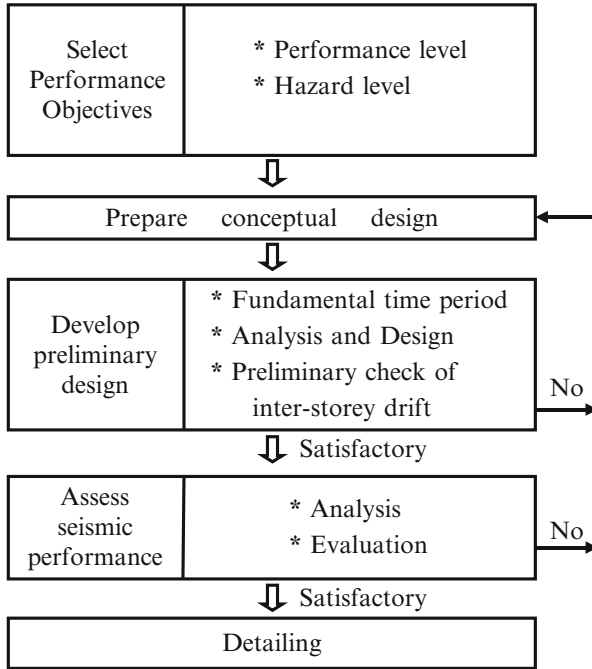 Select
Performance
Objectives
* Performance level
* Hazard level
Prepare conceptual design
Develop
preliminary
design
* Fundamental time period
* Analysis and Design
* Preliminary check of
inter-storey drift
No
Satisfactory
Assess
seismic
performance
* Analysis
* Evaluation
No
Satisfactory
Detailing